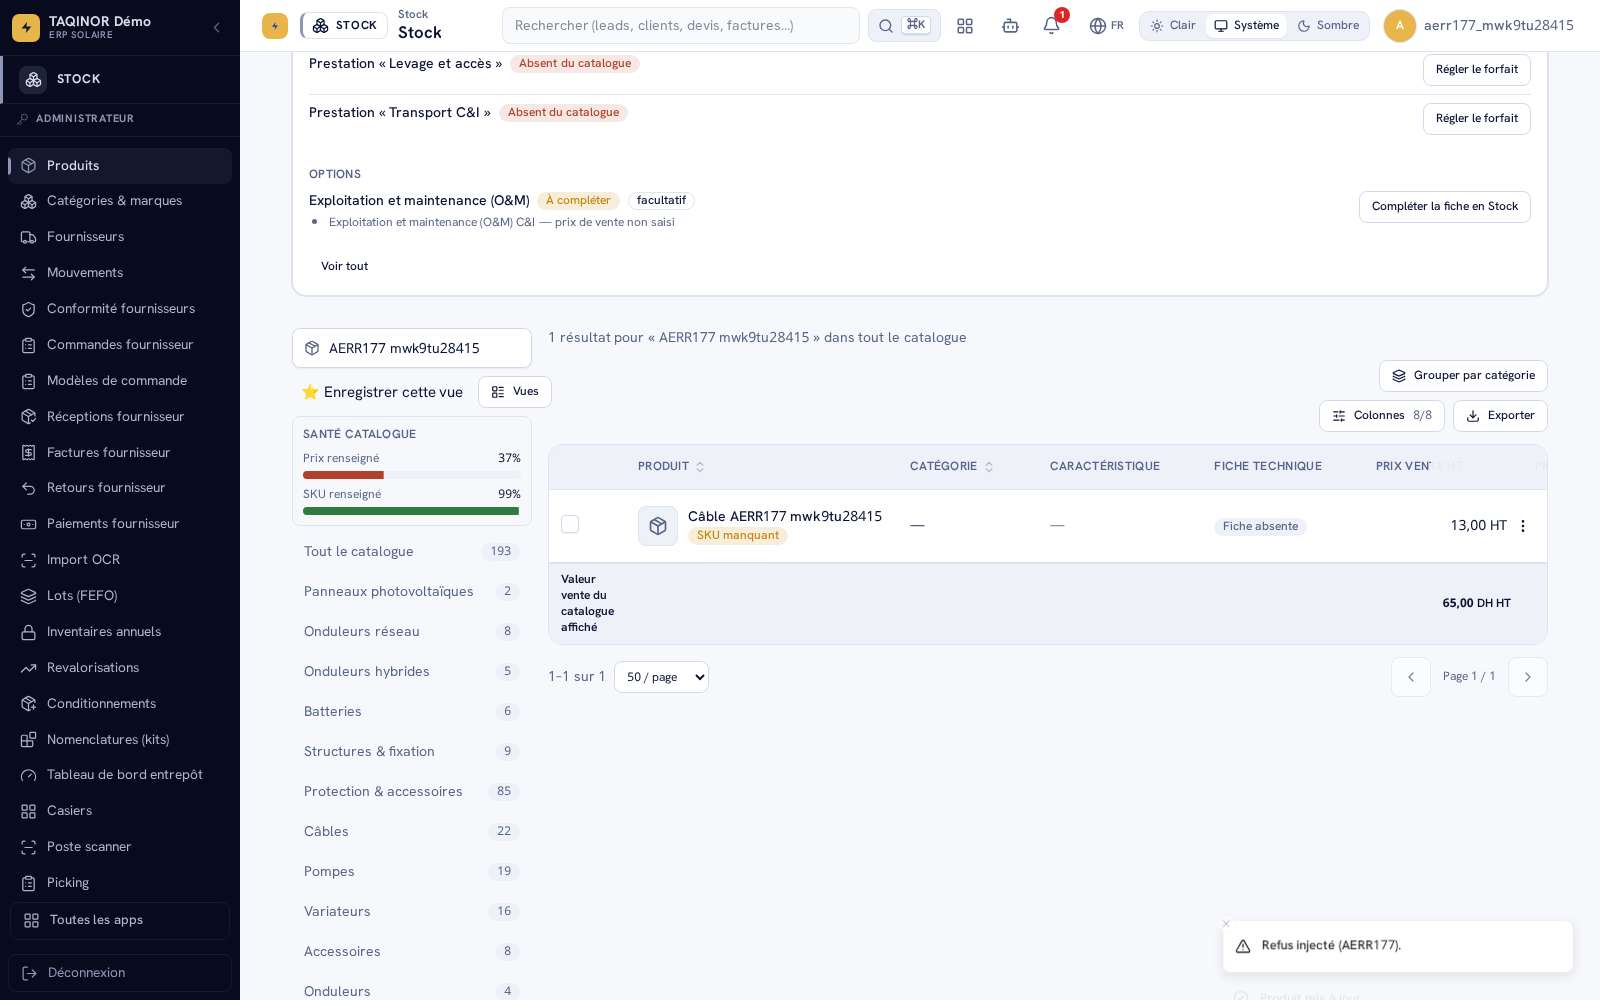 TAQINOR Démo
ERP SOLAIRE
STOCK
ADMINISTRATEUR
Produits
Catégories & marques
Fournisseurs
Mouvements
Conformité fournisseurs
Commandes fournisseur
Modèles de commande
Réceptions fournisseur
Factures fournisseur
Retours fournisseur
Paiements fournisseur
Import OCR
Lots (FEFO)
Inventaires annuels
Revalorisations
Conditionnements
Nomenclatures (kits)
Tableau de bord entrepôt
Casiers
Poste scanner
Picking
Toutes les apps
Déconnexion
STOCK
Stock
Stock
Rechercher (leads, clients, devis, factures…)
⌘K
1
FR
Clair
Système
Sombre
A
aerr177_mwk9tu28415
Prestation « Levage et accès » Absent du catalogue
Régler le forfait
Prestation « Transport C&I » Absent du catalogue
Régler le forfait
OPTIONS
Exploitation et maintenance (O&M) À compléter facultatif
Compléter la fiche en Stock
• Exploitation et maintenance (O&M) C&I — prix de vente non saisi
Voir tout
AERR177 mwk9tu28415
⭐ Enregistrer cette vue
Vues
SANTÉ CATALOGUE
Prix renseigné 37%
SKU renseigné 99%
Tout le catalogue 193
Panneaux photovoltaïques 2
Onduleurs réseau 8
Onduleurs hybrides 5
Batteries 6
Structures & fixation 9
Protection & accessoires 85
Câbles 22
Pompes 19
Variateurs 16
Accessoires 8
Onduleurs 4
1 résultat pour « AERR177 mwk9tu28415 » dans tout le catalogue
Grouper par catégorie
Colonnes 8/8
Exporter
PRODUIT CATÉGORIE CARACTÉRISTIQUE FICHE TECHNIQUE PRIX VENTE HT
Câble AERR177 mwk9tu28415
SKU manquant
— — Fiche absente 13,00 HT
Valeur
vente du
catalogue
affiché
65,00 DH HT
1–1 sur 1
50 / page
Page 1 / 1
Refus injecté (AERR177).
Produit mis à jour